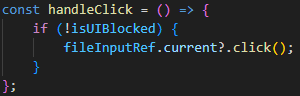 const handleClick = () => {
    if (!isUIBlocked) {
        fileInputRef.current?.click();
    }
};